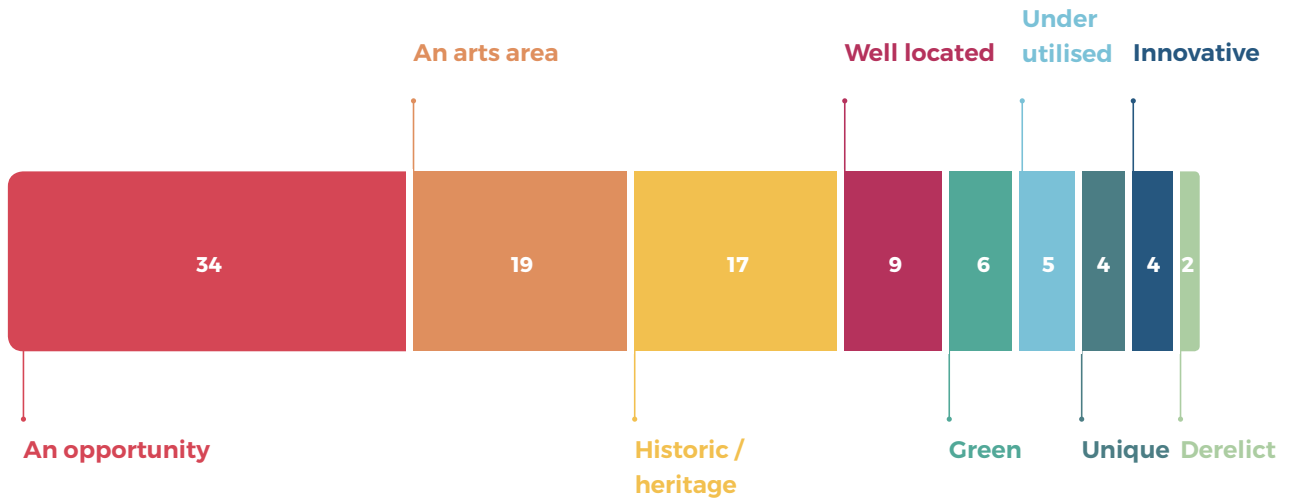 Under
An arts area
Well located
utilised
Innovative
34
19
17
9
6
5
4
4
2
An opportunity
Historic /
heritage
Green
Unique
Derelict